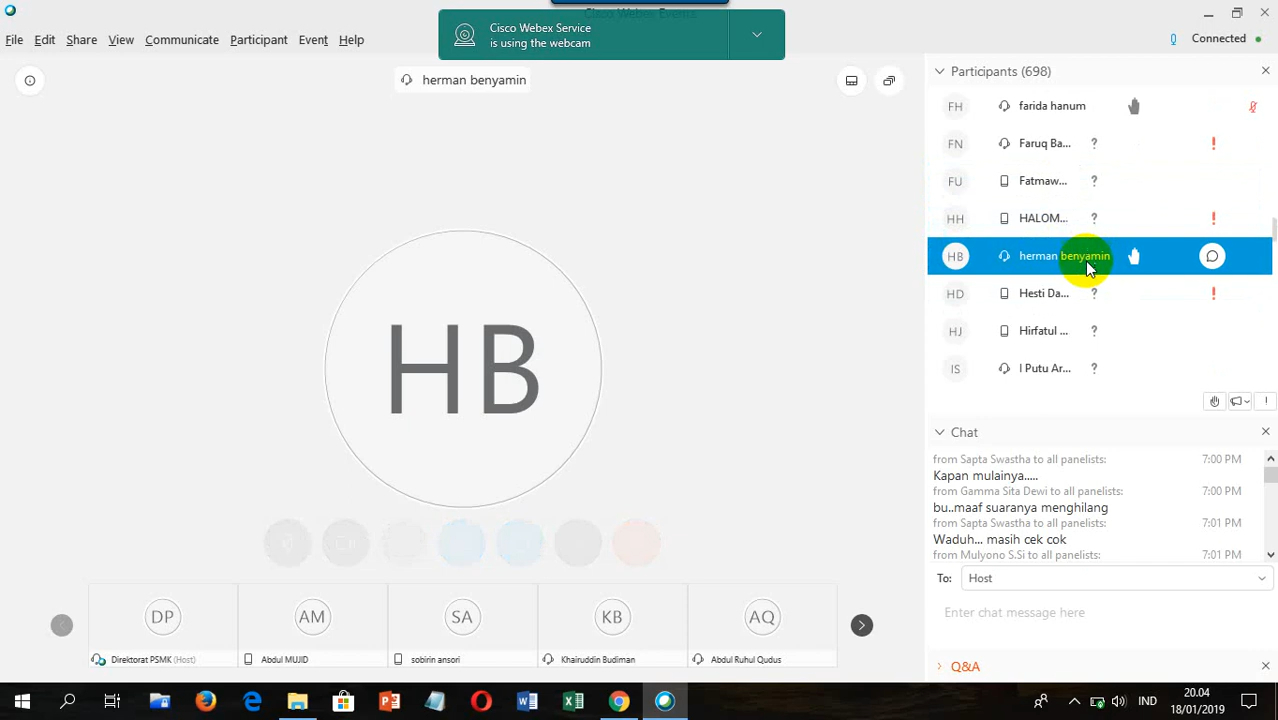 Cisco Webex Events
Cisco Webex Service
is using the webcam
File Edit Share View Communicate Participant Event Help
Connected
herman benyamin
HB
DP
Direktorat PSMK (Host)
AM
Abdul MUJID
SA
sobirin ansori
KB
Khairuddin Budiman
AQ
Abdul Ruhul Qudus
Participants (698)
FH farida hanum
FN Faruq Ba... ?
FU Fatmaw... ?
HH HALOM... ?
HB herman benyamin
HD Hesti Da... ?
HJ Hirfatul ... ?
IS I Putu Ar... ?
Chat
from Sapta Swastha to all panelists: 7:00 PM
Kapan mulainya.....
from Gamma Sita Dewi to all panelists: 7:00 PM
bu..maaf suaranya menghilang
from Sapta Swastha to all panelists: 7:01 PM
Waduh... masih cek cok
from Mulyono S.Si to all panelists: 7:01 PM
To: Host
Enter chat message here
Q&A
IND
20.04
18/01/2019